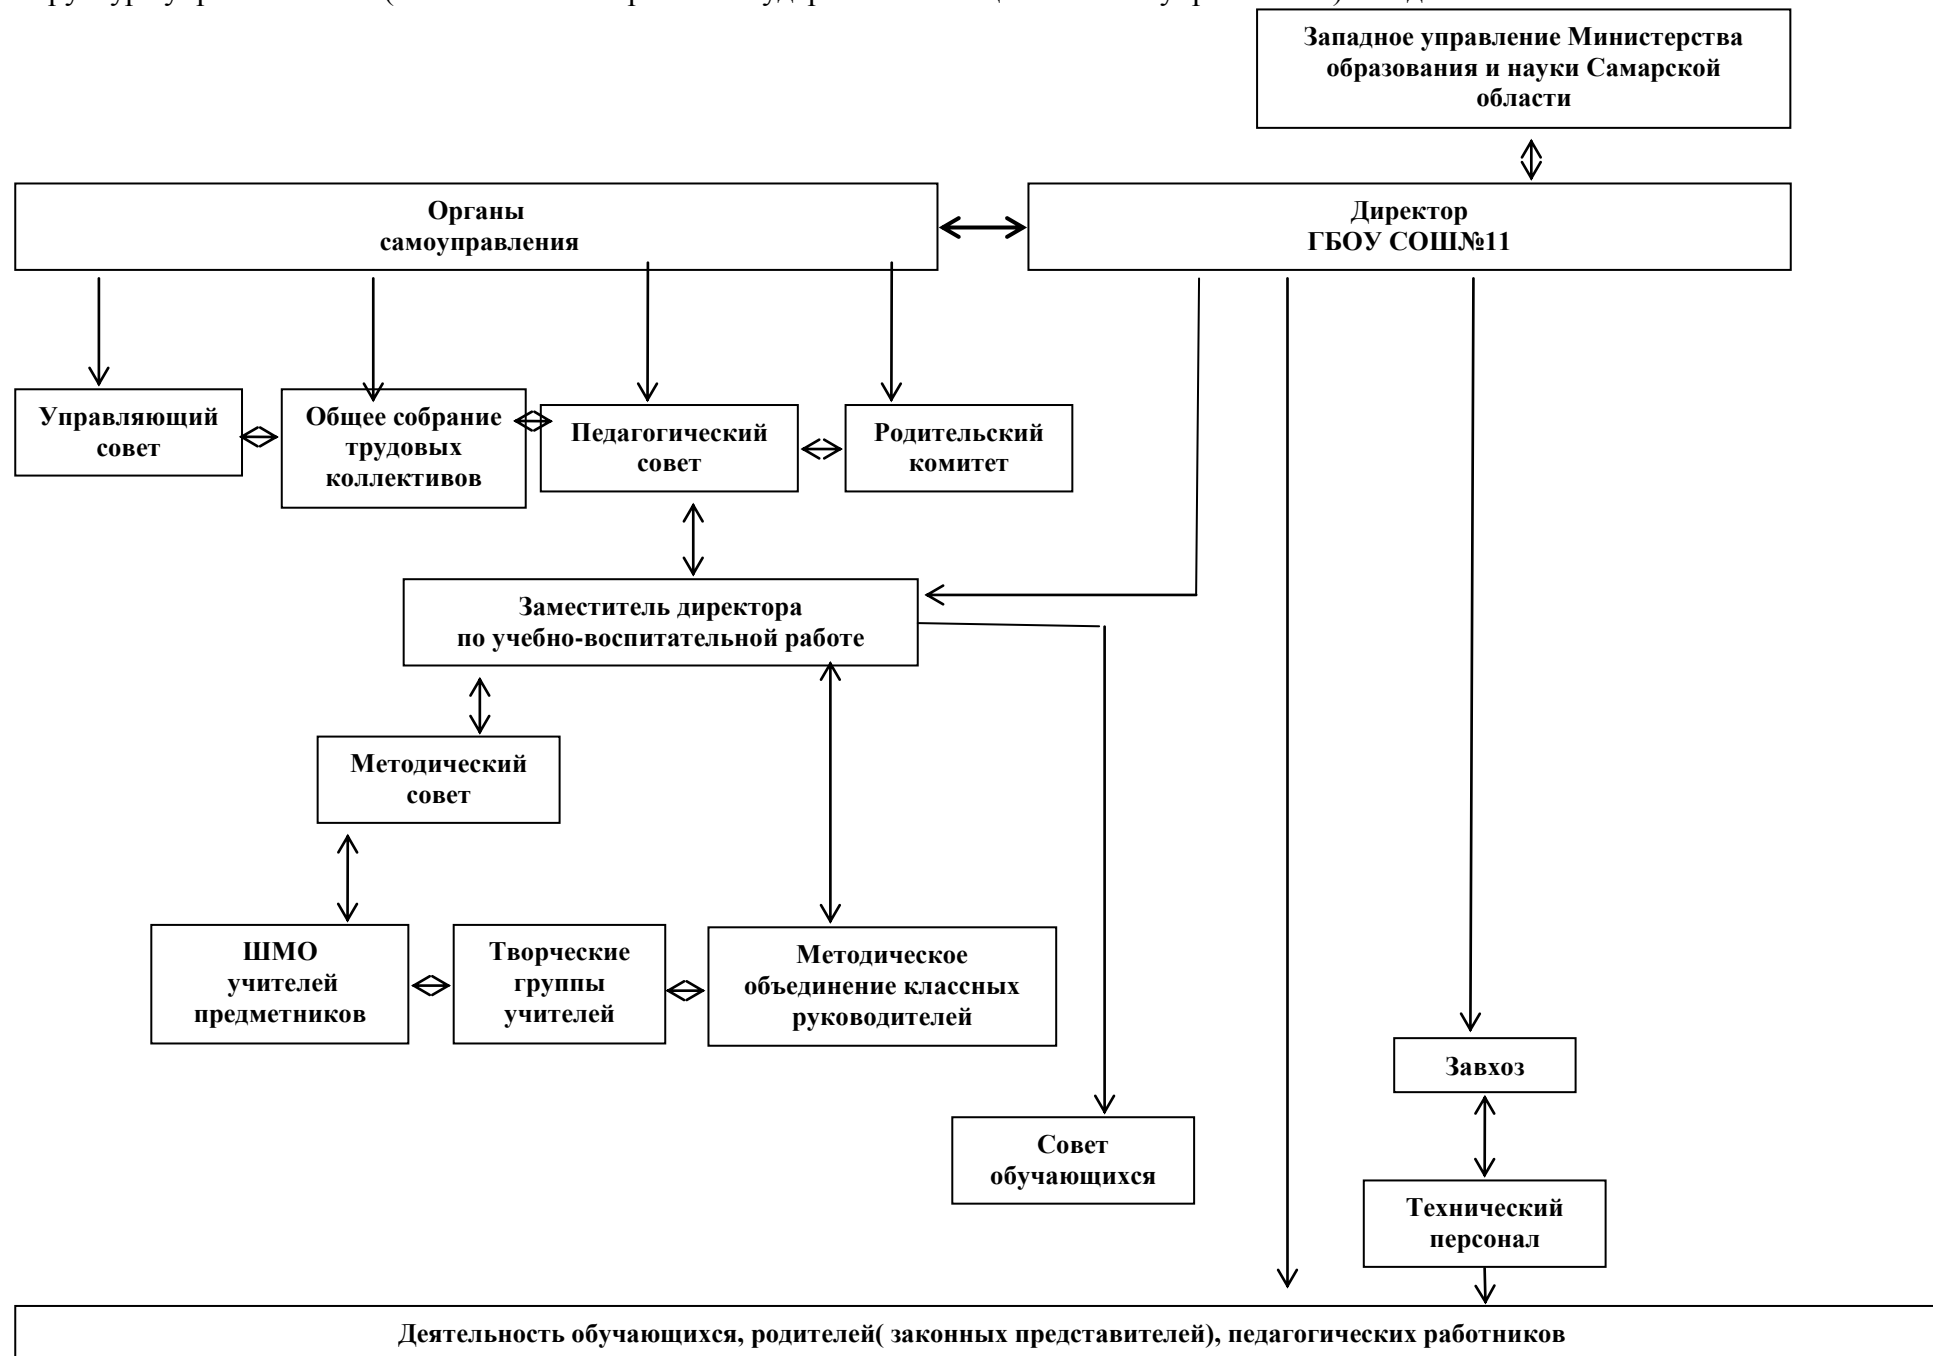 Западное управление Министерства
образования и науки Самарской
области
Органы
самоуправления
Директор
ГБОУ СОШ№11
Управляющий
совет
Общее собрание
трудовых
коллективов
Педагогический
совет
Родительский
комитет
Заместитель директора
по учебно-воспитательной работе
Методический
совет
ШМО
учителей
предметников
Творческие
группы
учителей
Методическое
объединение классных
руководителей
Завхоз
Совет
обучающихся
Технический
персонал
Деятельность обучающихся, родителей( законных представителей), педагогических работников